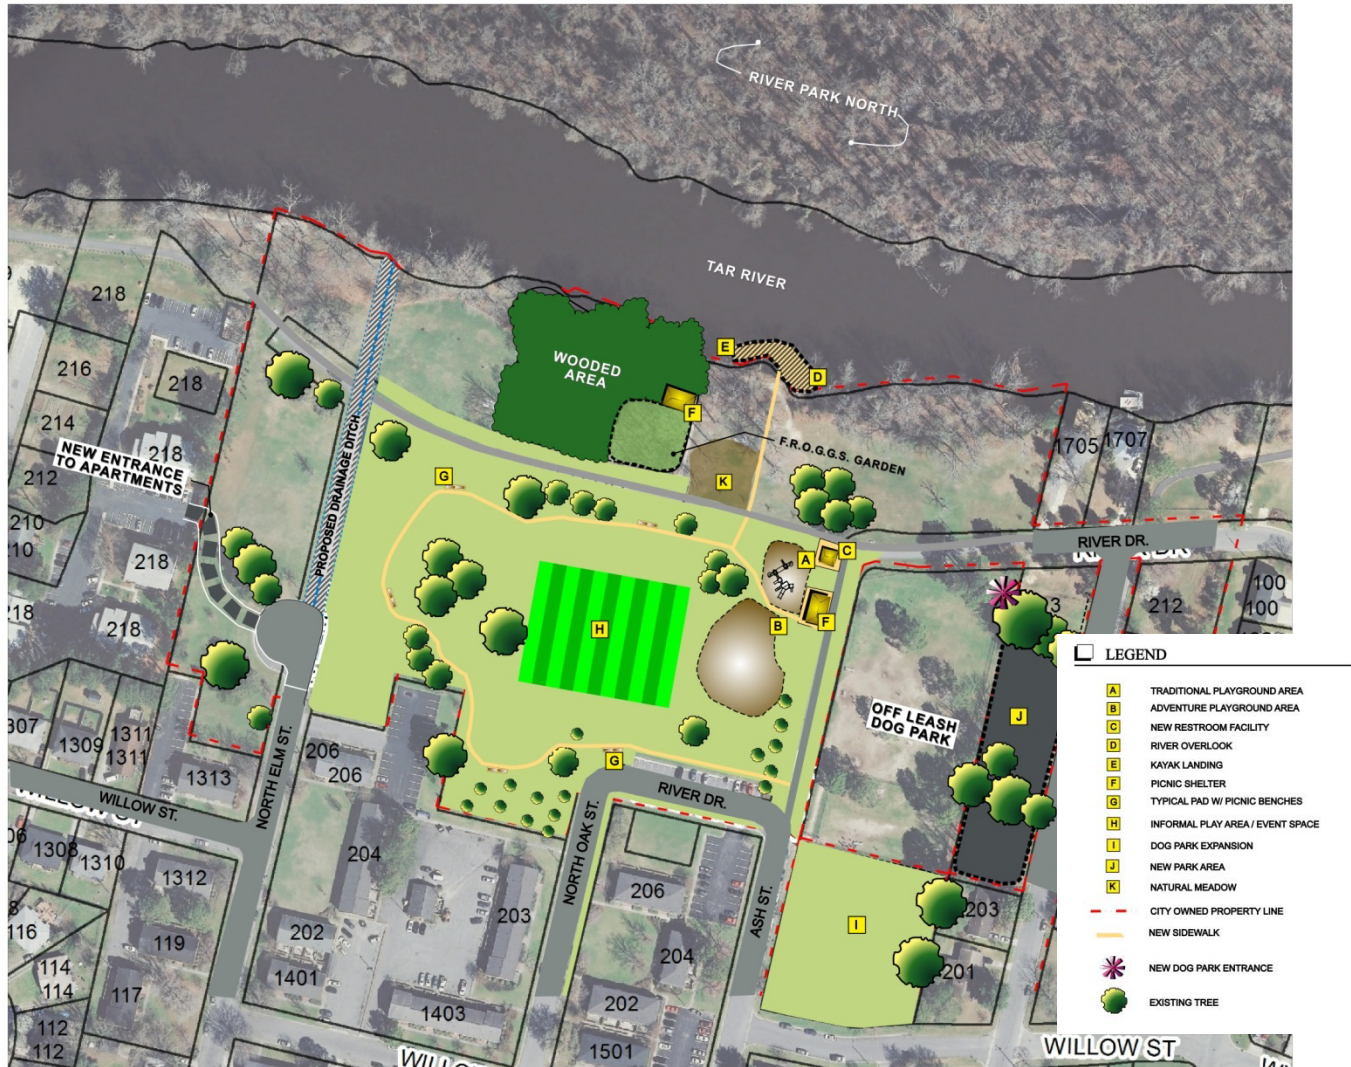 RIVER PARK NORTH
TAR RIVER
218
216
218
214
218
212
NEW ENTRANCE
TO APARTMENTS
210
210
218
218
218
PROPOSED DRAINAGE DITCH
WOODED
AREA
E
D
F
F.R.O.G.G.S. GARDEN
K
G
1705
1707
RIVER DR.
A
C
B
F
H
212
100
100
OFF LEASH
DOG PARK
J
I
G
1307
1309
1311
1311
1313
206
206
WILLOW ST.
NORTH ELM ST.
RIVER DR.
NORTH OAK ST.
ASH ST.
1308
1310
1312
204
203
206
204
203
201
116
119
202
114
114
117
1401
1403
202
112
112
1501
WILLOW ST
LEGEND
A TRADITIONAL PLAYGROUND AREA
B ADVENTURE PLAYGROUND AREA
C NEW RESTROOM FACILITY
D RIVER OVERLOOK
E KAYAK LANDING
F PICNIC SHELTER
G TYPICAL PAD W/ PICNIC BENCHES
H INFORMAL PLAY AREA / EVENT SPACE
I DOG PARK EXPANSION
J NEW PARK AREA
K NATURAL MEADOW
CITY OWNED PROPERTY LINE
NEW SIDEWALK
NEW DOG PARK ENTRANCE
EXISTING TREE